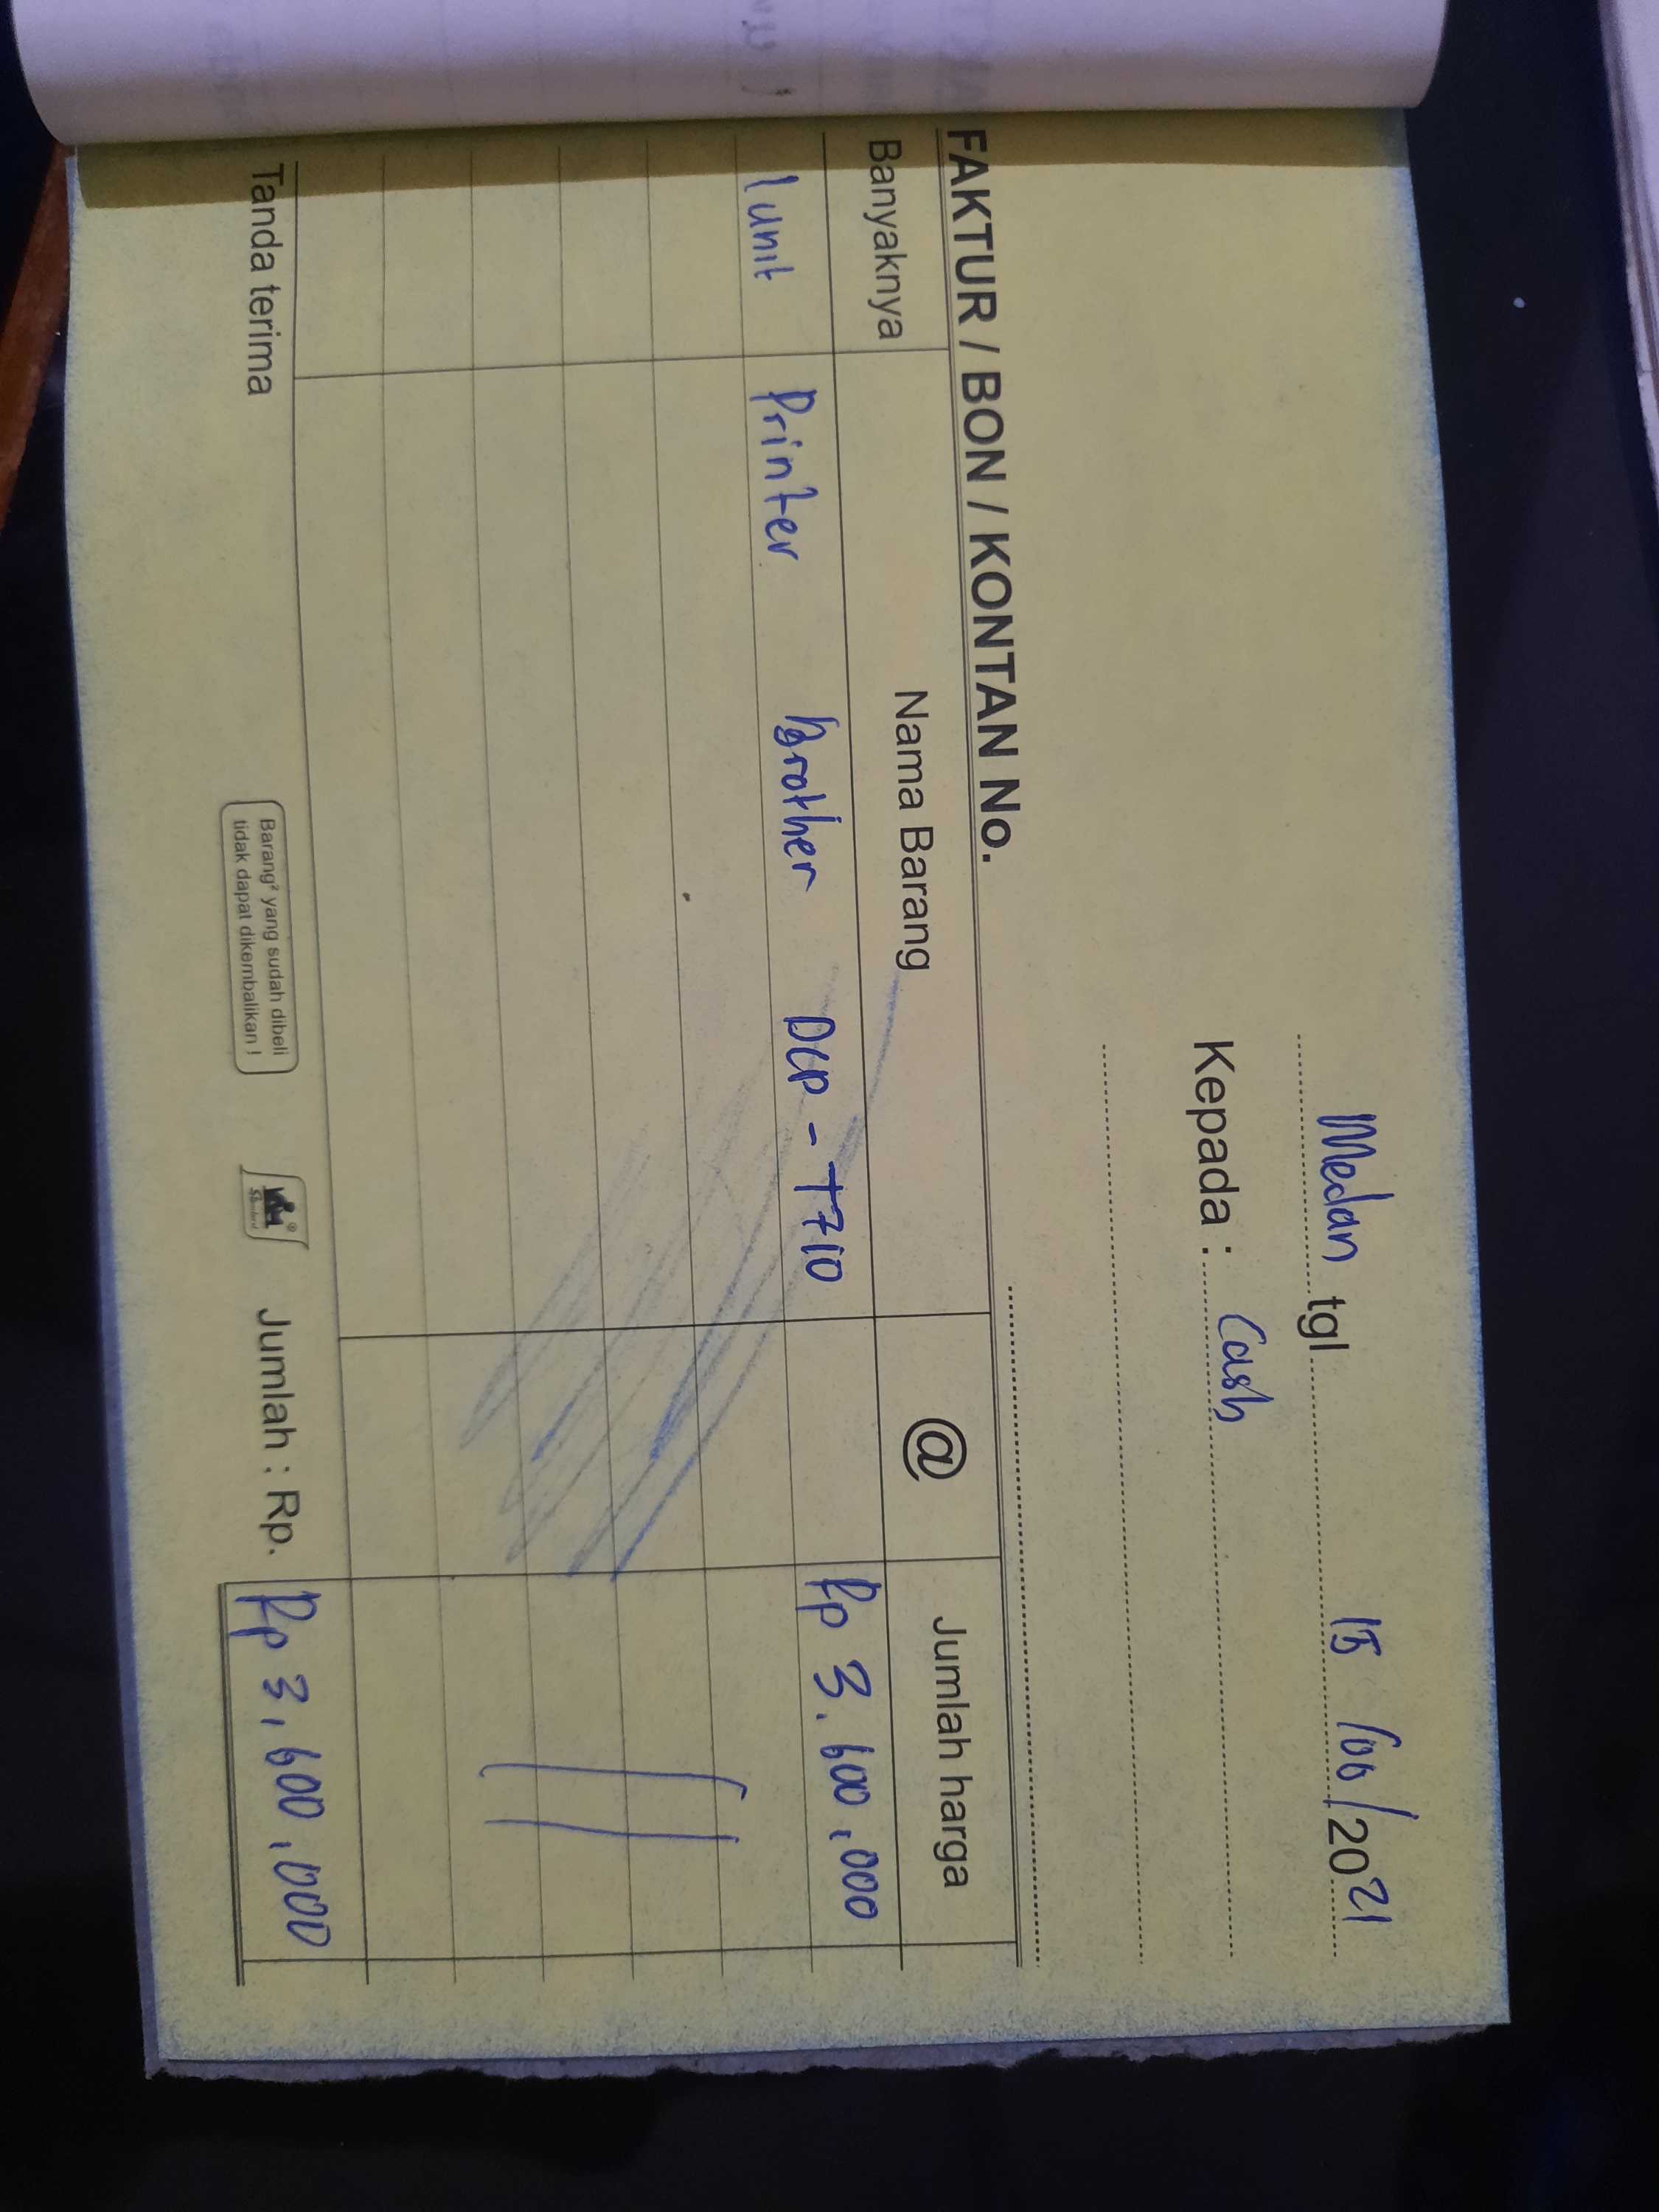 Medan tgl 15 /20 21
Kepada : Cash
FAKTUR / BON / KONTAN No.
Banyaknya Nama Barang @ Jumlah harga
1 unit Printer brother DCP - T710 Rp 3.600.000
Tanda terima
Barang² yang sudah dibeli
tidak dapat dikembalikan !
Jumlah : Rp. Rp 3,600.000